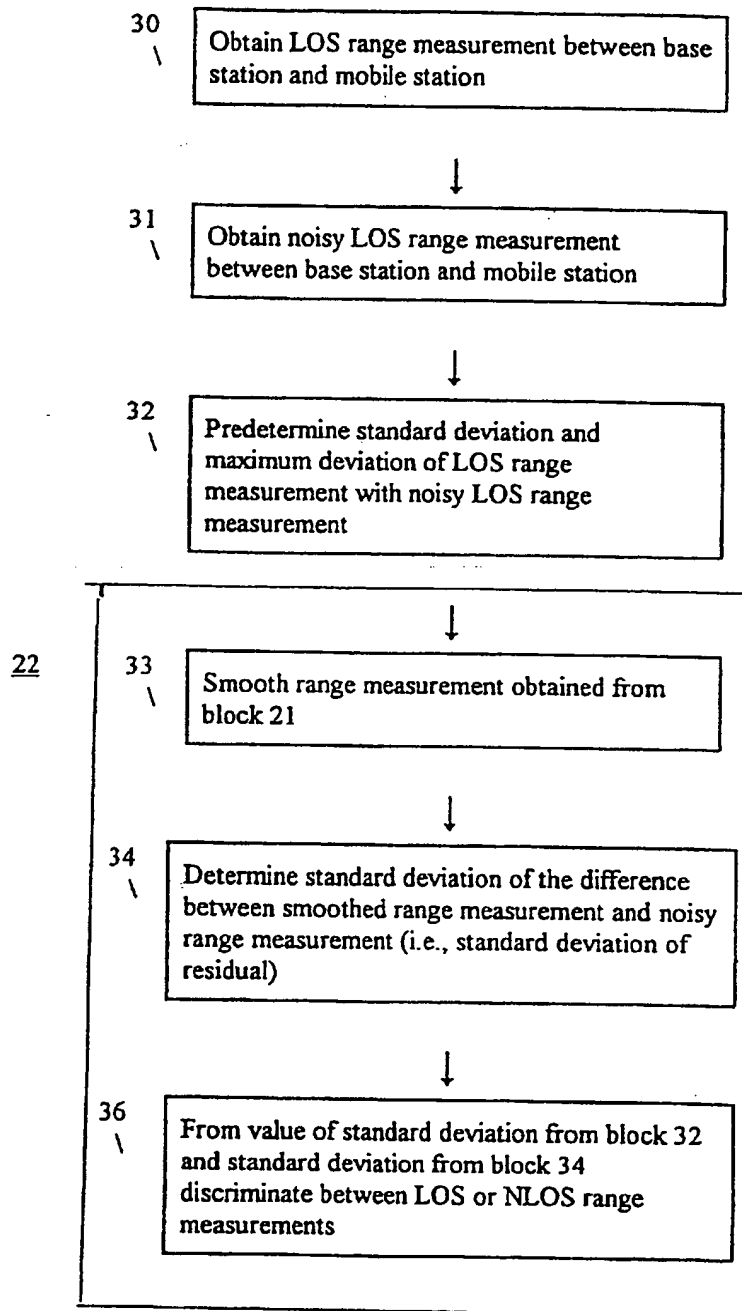 30
Obtain LOS range measurement between base
station and mobile station
31
Obtain noisy LOS range measurement
between base station and mobile station
32
Predetermine standard deviation and
maximum deviation of LOS range
measurement with noisy LOS range
measurement
22
33
Smooth range measurement obtained from
block 21
34
Determine standard deviation of the difference
between smoothed range measurement and noisy
range measurement (i.e., standard deviation of
residual)
36
From value of standard deviation from block 32
and standard deviation from block 34
discriminate between LOS or NLOS range
measurements